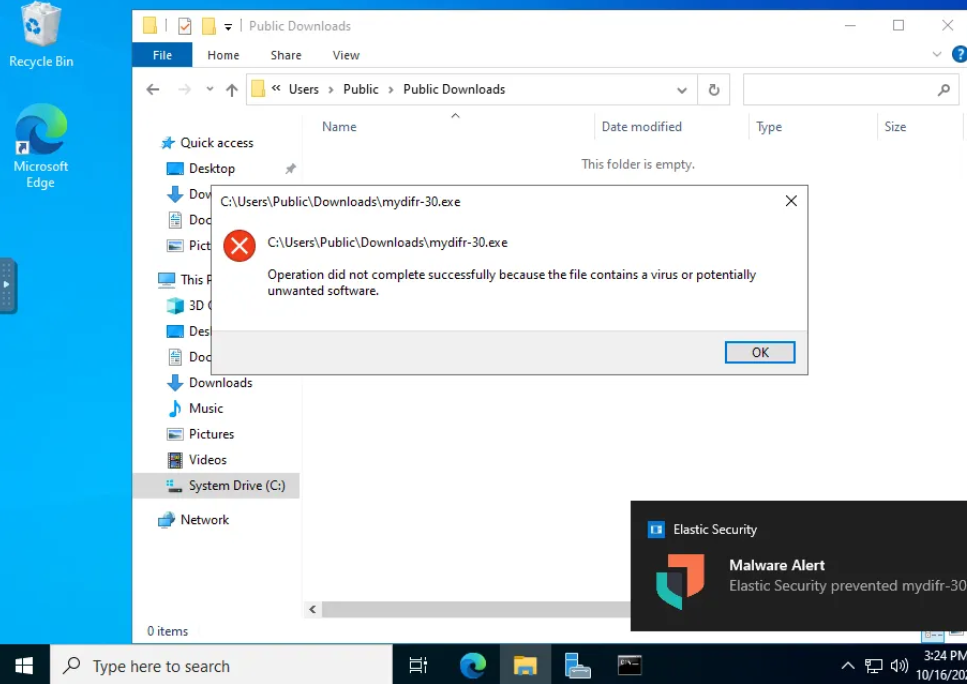 Recycle Bin
Microsoft
Edge
Public Downloads
File Home Share View
« Users › Public › Public Downloads
Name Date modified Type Size
This folder is empty.
Quick access
Desktop
Dow
Doc
Pict
This P
3D
Des
Doc
Downloads
Music
Pictures
Videos
System Drive (C:)
Network
0 items
C:\Users\Public\Downloads\mydifr-30.exe
C:\Users\Public\Downloads\mydifr-30.exe
Operation did not complete successfully because the file contains a virus or potentially
unwanted software.
OK
Elastic Security
Malware Alert
Elastic Security prevented mydifr-30
Type here to search
3:24 PM
10/16/202